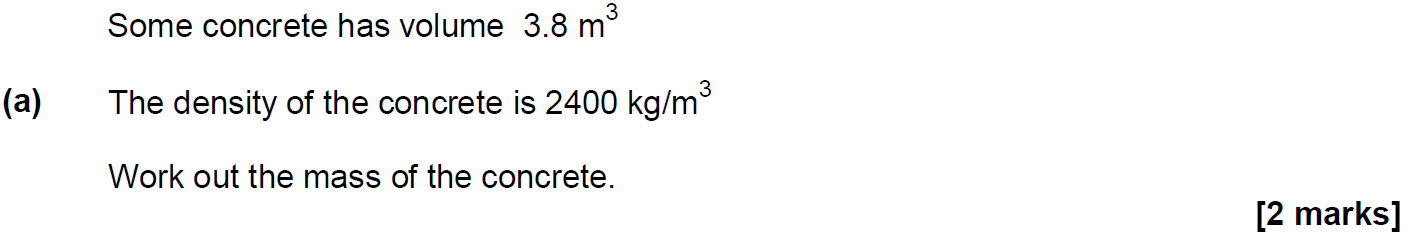 Some concrete has volume 3.8 m³
(a) The density of the concrete is 2400 kg/m³
Work out the mass of the concrete.
[2 marks]